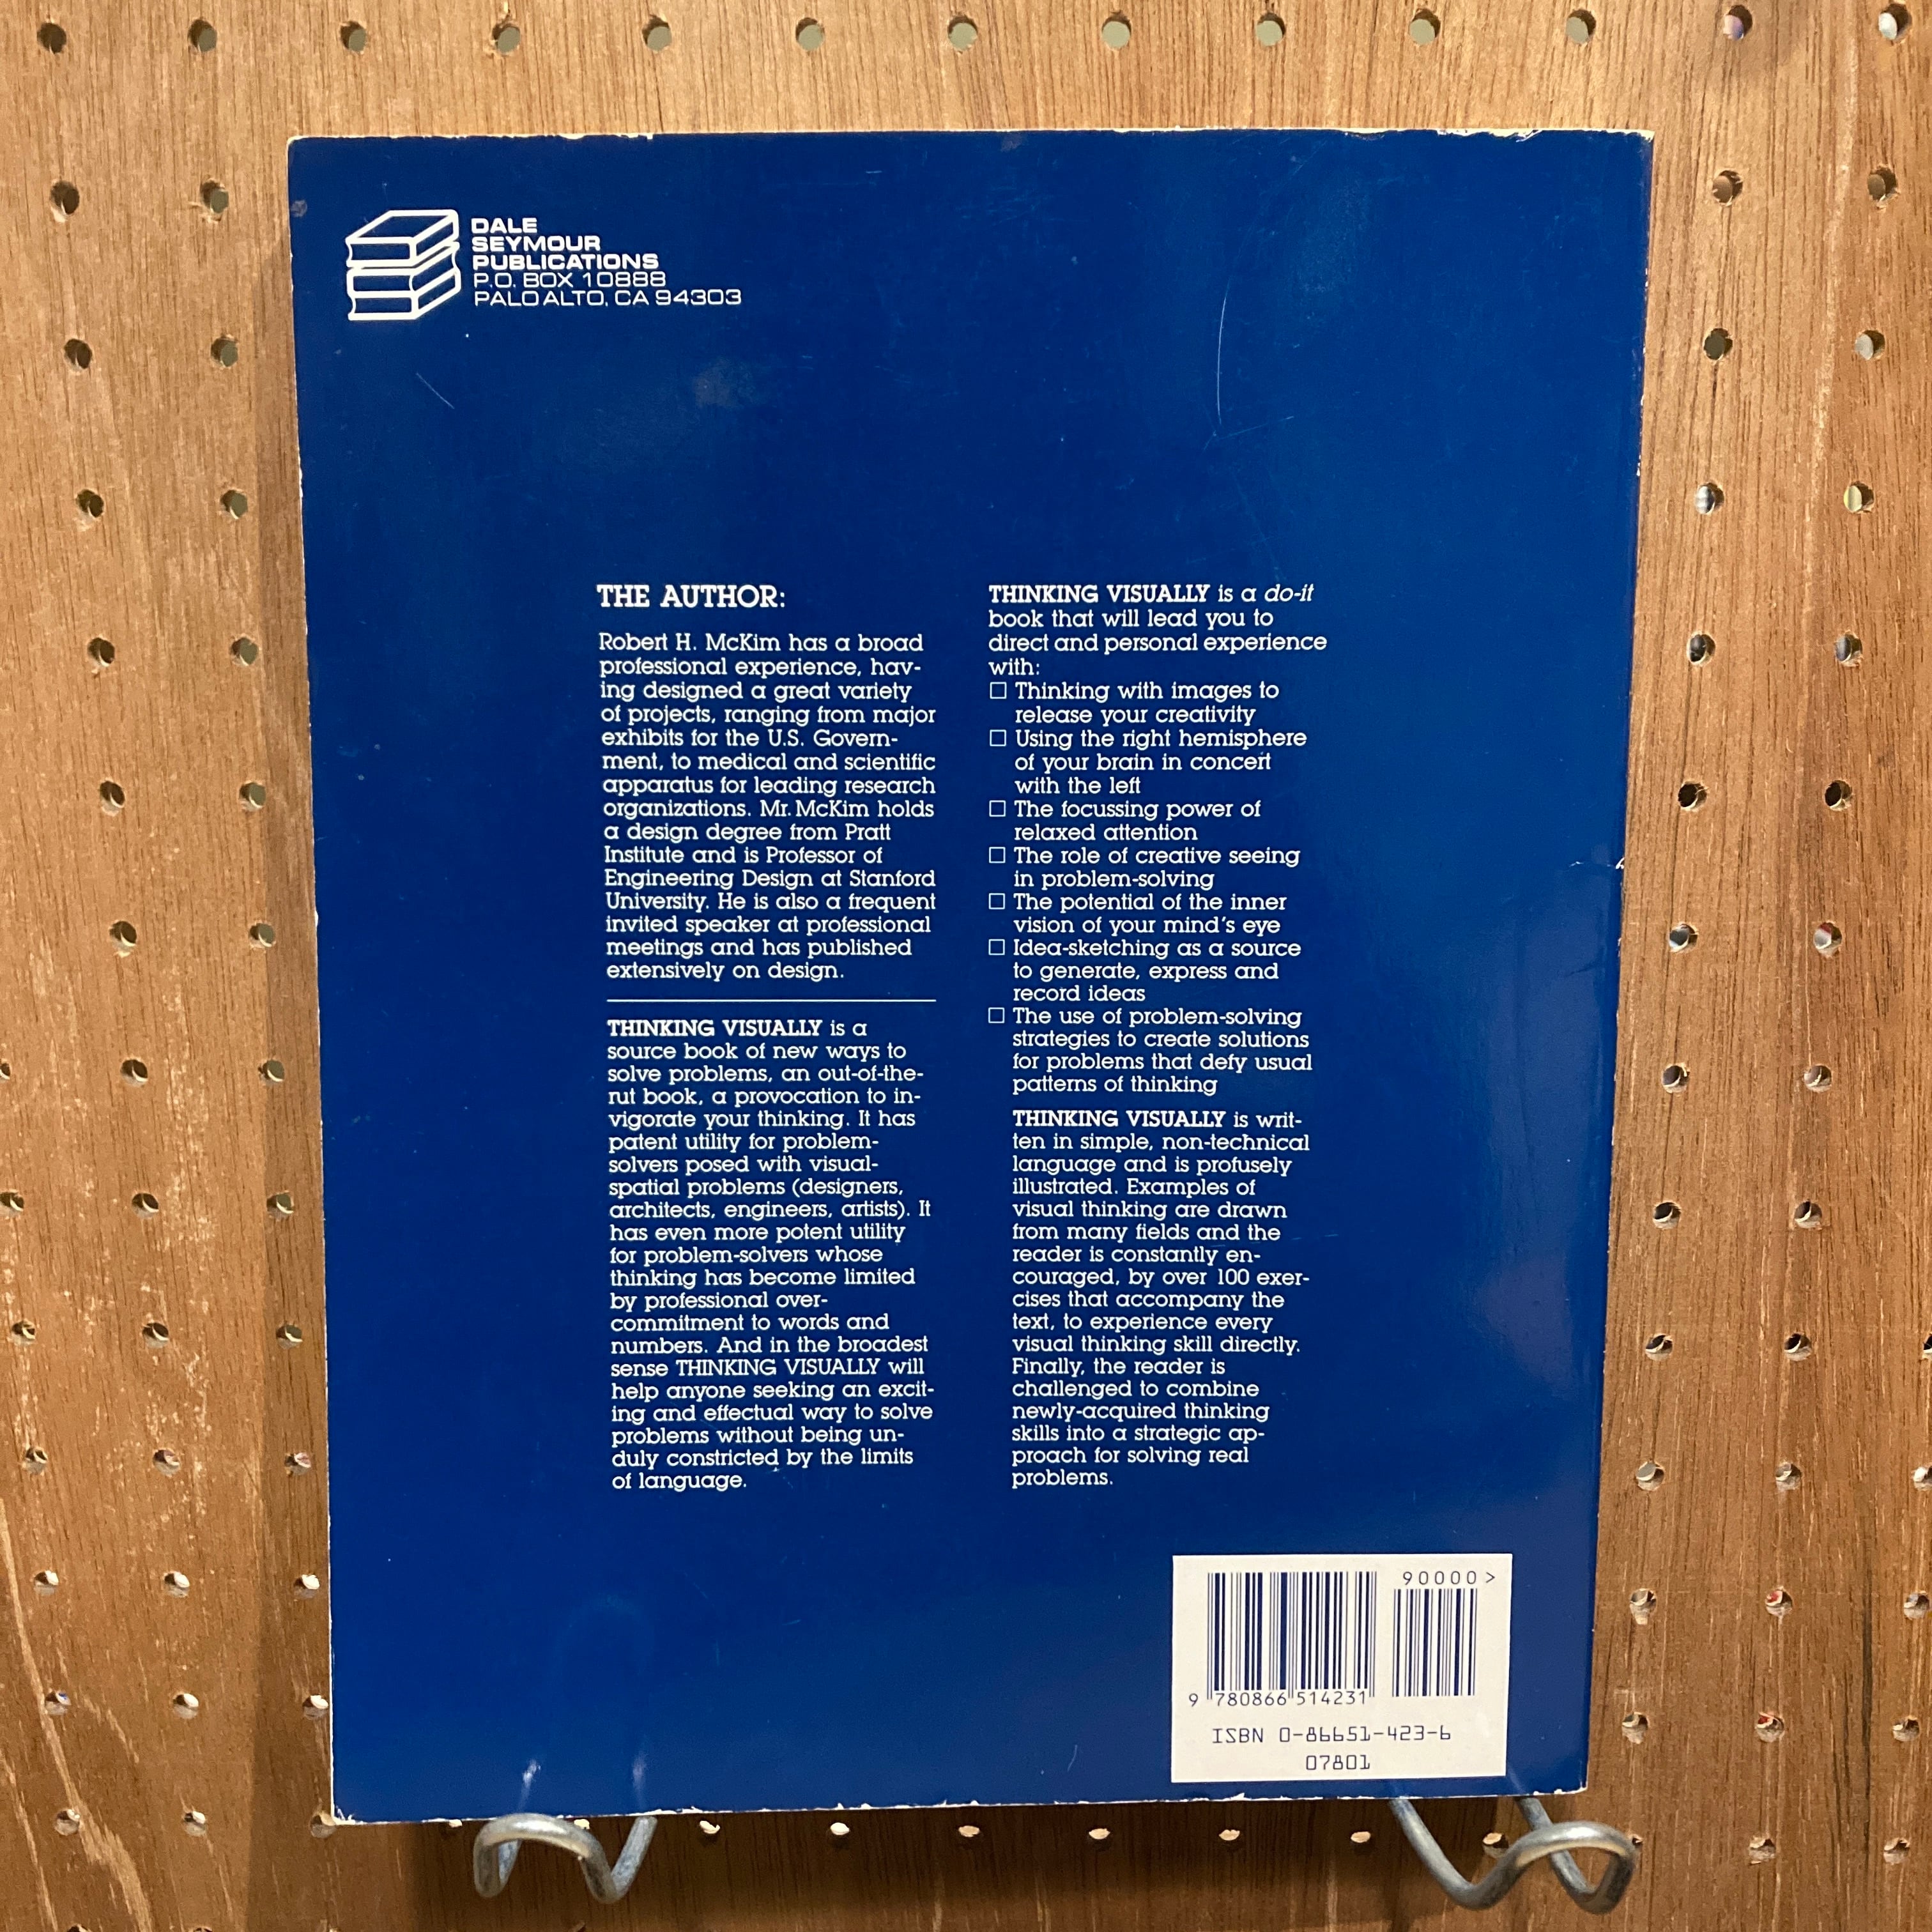 DALE
SEYMOUR
PUBLICATIONS
P.O. BOX 10888
PALO ALTO, CA 94303
THE AUTHOR:
Robert H. McKim has a broad
professional experience, hav-
ing designed a great variety
of projects, ranging from major
exhibits for the U.S. Govern-
ment, to medical and scientific
apparatus for leading research
organizations. Mr. McKim holds
a design degree from Pratt
Institute and is Professor of
Engineering Design at Stanford
University. He is also a frequent
invited speaker at professional
meetings and has published
extensively on design.
THINKING VISUALLY is a
source book of new ways to
solve problems, an out-of-the-
rut book, a provocation to in-
vigorate your thinking. It has
patent utility for problem-
solvers posed with visual-
spatial problems (designers,
architects, engineers, artists). It
has even more potent utility
for problem-solvers whose
thinking has become limited
by professional over-
commitment to words and
numbers. And in the broadest
sense THINKING VISUALLY will
help anyone seeking an excit-
ing and effectual way to solve
problems without being un-
duly constricted by the limits
of language.
THINKING VISUALLY is a do-it
book that will lead you to
direct and personal experience
with:
□ Thinking with images to
release your creativity
□ Using the right hemisphere
of your brain in concert
with the left
□ The focussing power of
relaxed attention
□ The role of creative seeing
in problem-solving
□ The potential of the inner
vision of your mind's eye
□ Idea-sketching as a source
to generate, express and
record ideas
□ The use of problem-solving
strategies to create solutions
for problems that defy usual
patterns of thinking
THINKING VISUALLY is writ-
ten in simple, non-technical
language and is profusely
illustrated. Examples of
visual thinking are drawn
from many fields and the
reader is constantly en-
couraged, by over 100 exer-
cises that accompany the
text, to experience every
visual thinking skill directly.
Finally, the reader is
challenged to combine
newly-acquired thinking
skills into a strategic ap-
proach for solving real
problems.
90000>
9 780866 514231
ISBN 0-86651-423-6
07801